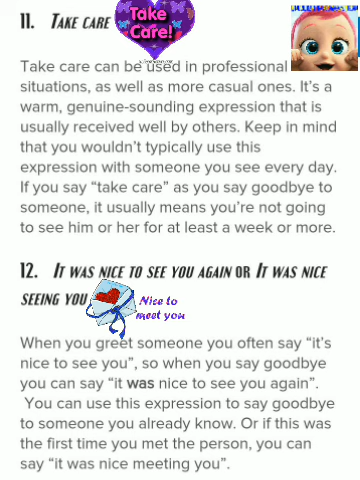 11. TAKE CARE
Take
Care!
Take care can be used in professional
situations, as well as more casual ones. It's a
warm, genuine-sounding expression that is
usually received well by others. Keep in mind
that you wouldn't typically use this
expression with someone you see every day.
If you say "take care" as you say goodbye to
someone, it usually means you're not going
to see him or her for at least a week or more.
12. IT WAS NICE TO SEE YOU AGAIN OR IT WAS NICE
SEEING YOU
Nice to
meet you
When you greet someone you often say "it's
nice to see you", so when you say goodbye
you can say "it was nice to see you again".
You can use this expression to say goodbye
to someone you already know. Or if this was
the first time you met the person, you can
say "it was nice meeting you".